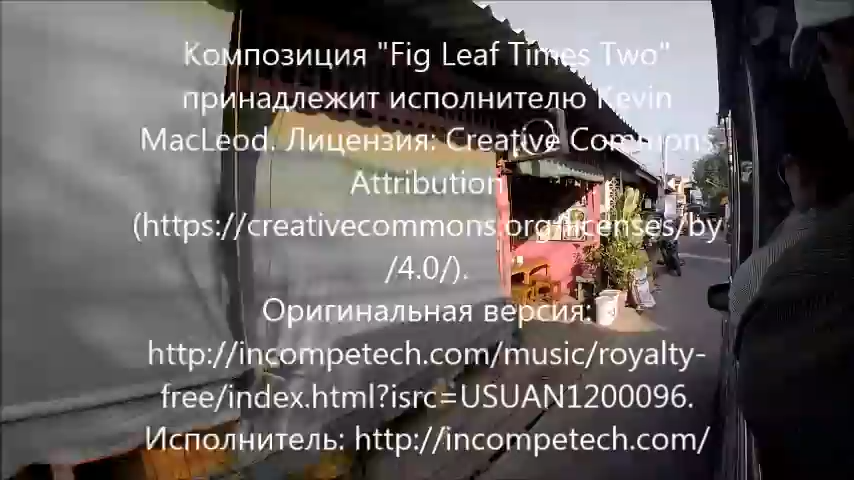 Композиция "Fig Leaf Times Two"
принадлежит исполнителю Kevin
MacLeod. Лицензия: Creative Commons
Attribution
(https://creativecommons.org/licenses/by
/4.0/).
Оригинальная версия:
http://incompetech.com/music/royalty-
free/index.html?isrc=USUAN1200096.
Исполнитель: http://incompetech.com/